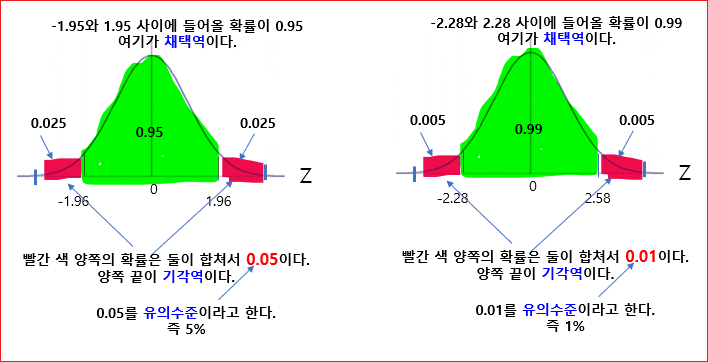 -1.95와 1.95 사이에 들어올 확률이 0.95
여기가 채택역이다.
0.025
0.025
0.95
Z
0
-1.96
1.96
빨간 색 양쪽의 확률은 둘이 합쳐서 0.05이다.
양쪽 끝이 기각역이다.
0.05를 유의수준이라고 한다.
즉 5%
-2.28와 2.28 사이에 들어올 확률이 0.99
여기가 채택역이다.
0.005
0.005
0.99
Z
0
-2.28
2.58
빨간 색 양쪽의 확률은 둘이 합쳐서 0.01이다.
양쪽 끝이 기각역이다.
0.01를 유의수준이라고 한다.
즉 1%